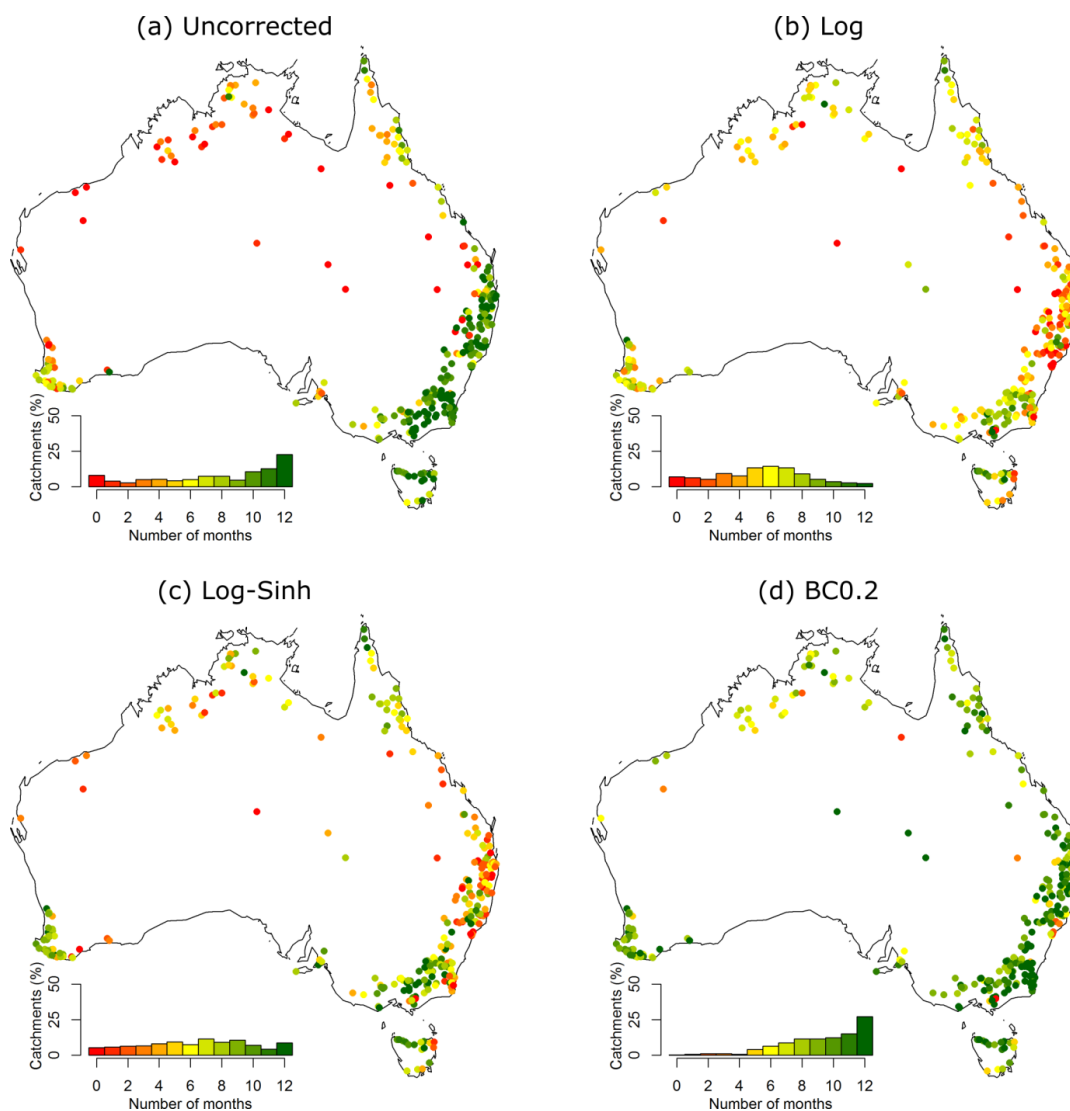 (a) Uncorrected
(b) Log
Catchments (%)
0 25 50
0 2 4 6 8 10 12
Number of months
Catchments (%)
0 25 50
0 2 4 6 8 10 12
Number of months
(c) Log-Sinh
(d) BC0.2
Catchments (%)
0 25 50
0 2 4 6 8 10 12
Number of months
Catchments (%)
0 25 50
0 2 4 6 8 10 12
Number of months